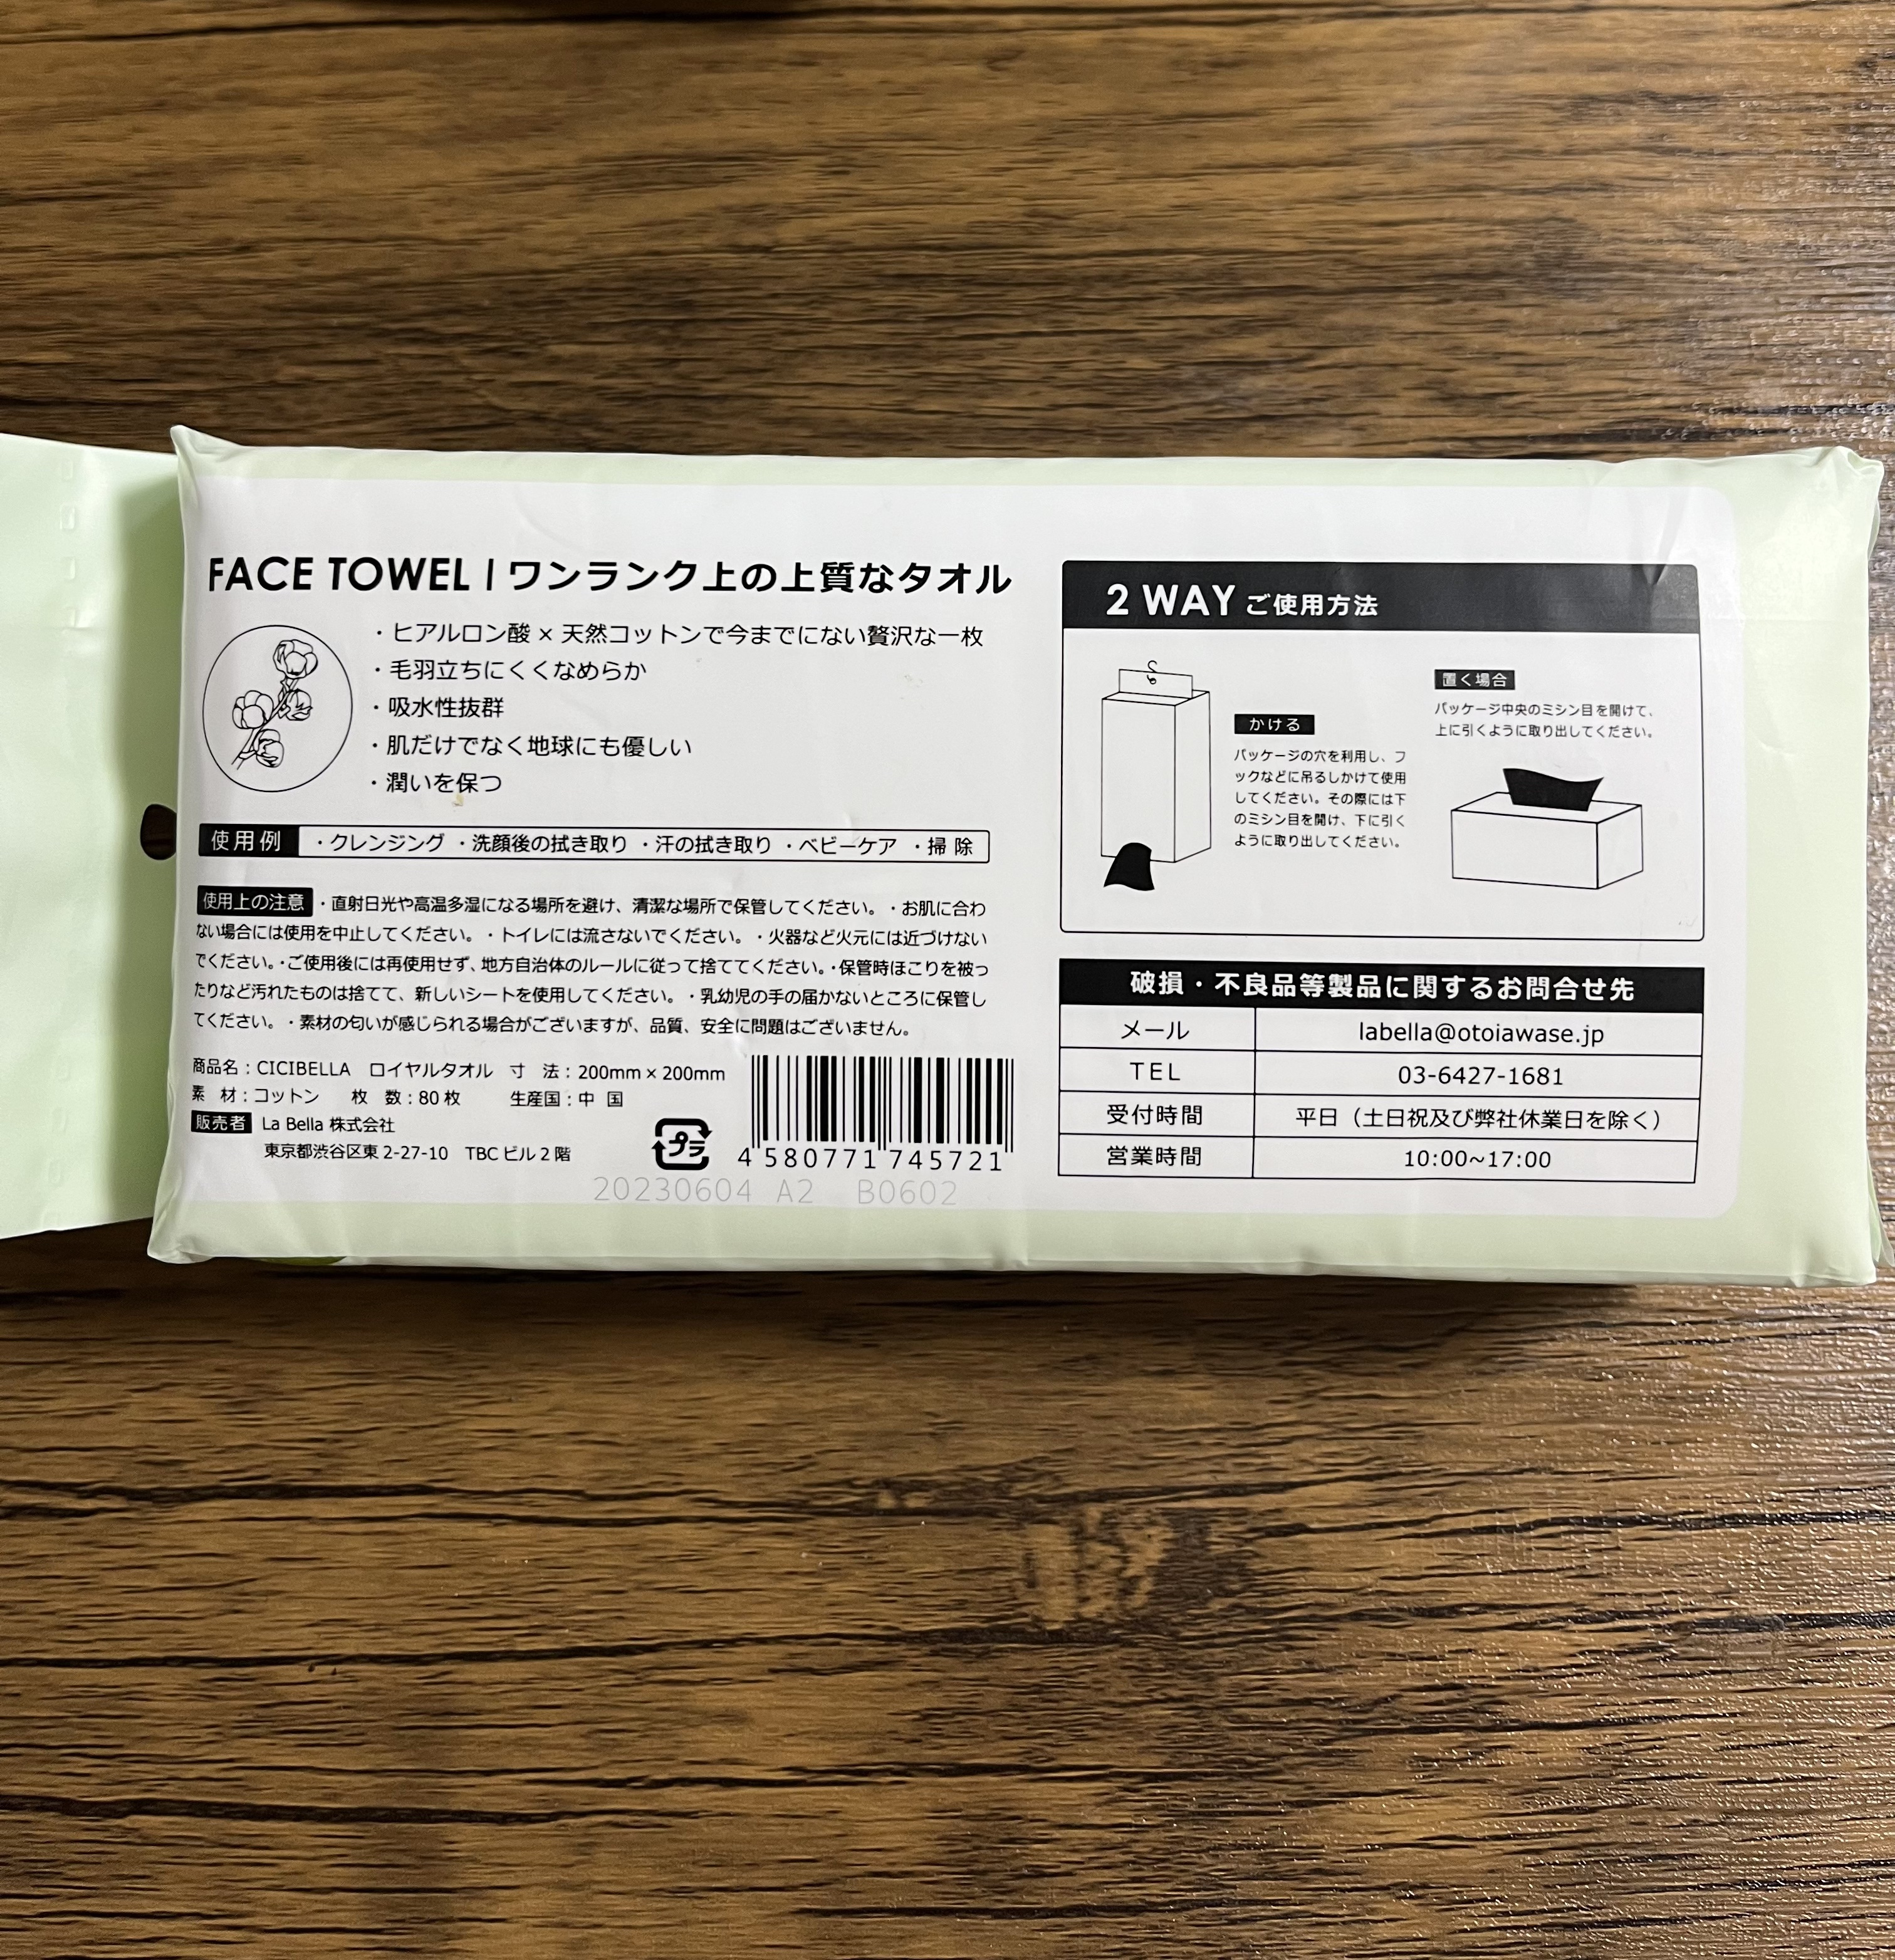 FACE TOWEL | ワンランク上の上質なタオル
・ヒアルロン酸 × 天然コットンで今までにない贅沢な一枚
・毛羽立ちにくくなめらか
・吸水性抜群
・肌だけでなく地球にも優しい
・潤いを保つ
使用例 ・クレンジング ・洗顔後の拭き取り ・汗の拭き取り ・ベビーケア ・掃 除
使用上の注意 ・直射日光や高温多湿になる場所を避け、清潔な場所で保管してください。・お肌に合わ
ない場合には使用を中止してください。・トイレには流さないでください。・火器など火元には近づけない
でください。・ご使用後には再使用せず、地方自治体のルールに従って捨ててください。・保管時ほこりを被っ
たりなど汚れたものは捨てて、新しいシートを使用してください。・乳幼児の手の届かないところに保管し
てください。・素材の匂いが感じられる場合がございますが、品質、安全に問題はございません。
商品名：CICIBELLA ロイヤルタオル 寸 法：200mm × 200mm
素 材：コットン 枚 数：80 枚 生産国：中 国
販売者 La Bella 株式会社
東京都渋谷区東 2-27-10 TBC ビル 2 階
プラ
4 580771 745721
20230604 A2 B0602
2 WAY ご使用方法
かける
パッケージの穴を利用し、フ
ックなどに吊るしかけて使用
してください。その際には下
のミシン目を開け、下に引く
ように取り出してください。
置く場合
パッケージ中央のミシン目を開けて、
上に引くように取り出してください。
破損・不良品等製品に関するお問合せ先
メール labella@otoiawase.jp
TEL 03-6427-1681
受付時間 平日（土日祝及び弊社休業日を除く）
営業時間 10:00~17:00